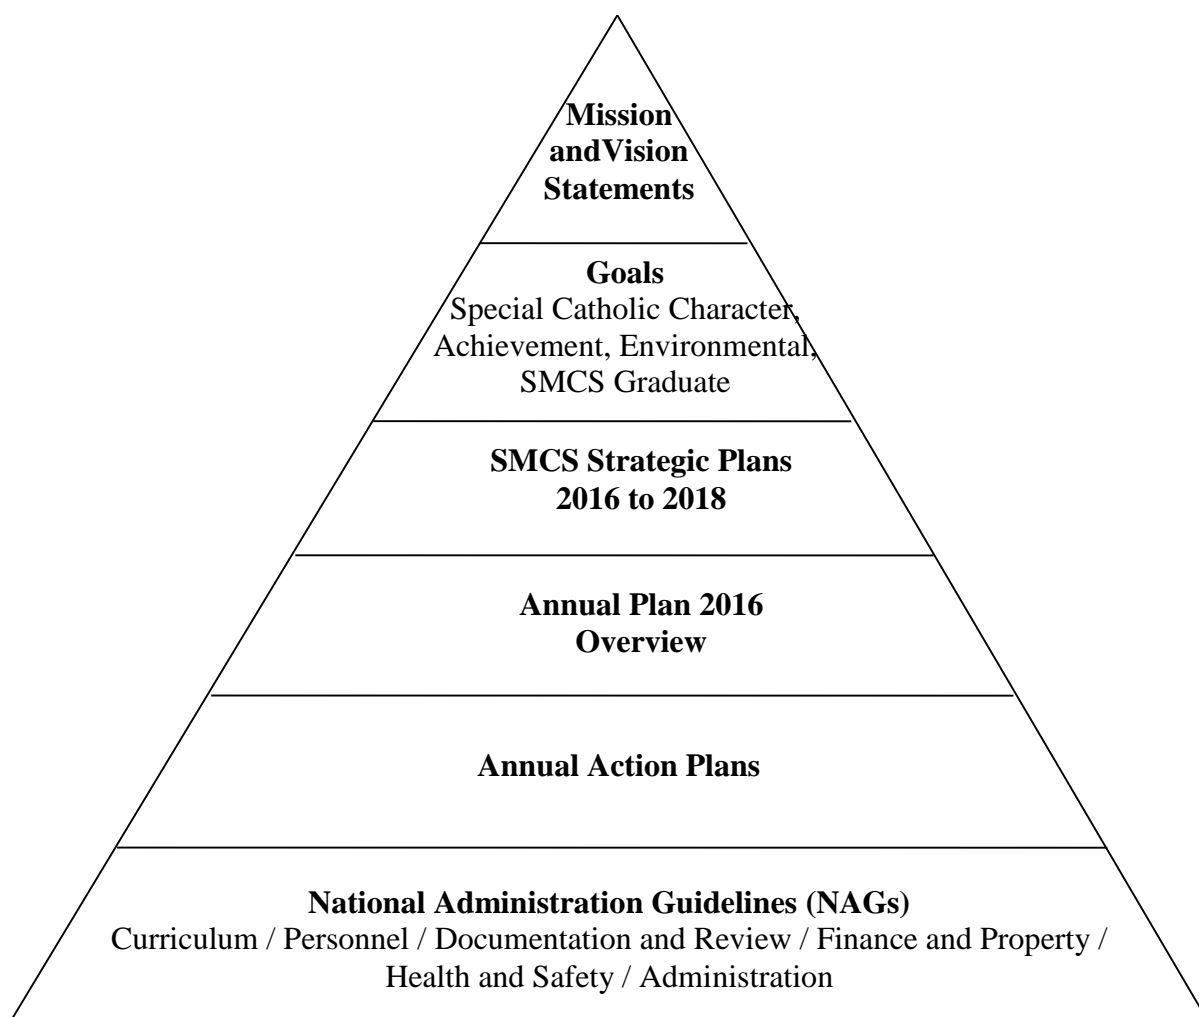 Mission
andVision
Statements
Goals
Special Catholic Character,
Achievement, Environmental,
SMCS Graduate
SMCS Strategic Plans
2016 to 2018
Annual Plan 2016
Overview
Annual Action Plans
National Administration Guidelines (NAGs)
Curriculum / Personnel / Documentation and Review / Finance and Property /
Health and Safety / Administration